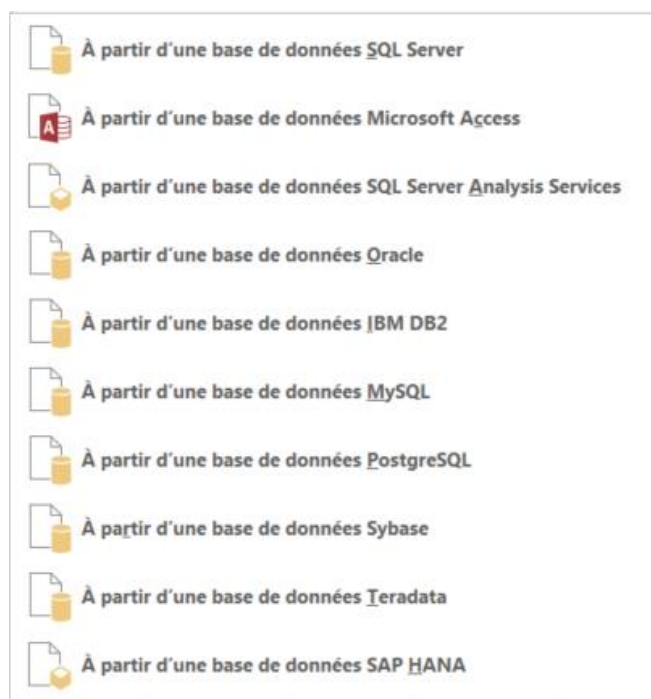 À partir d'une base de données SQL Server
À partir d'une base de données Microsoft Access
À partir d'une base de données SQL Server Analysis Services
À partir d'une base de données Oracle
À partir d'une base de données IBM DB2
À partir d'une base de données MySQL
À partir d'une base de données PostgreSQL
À partir d'une base de données Sybase
À partir d'une base de données Teradata
À partir d'une base de données SAP HANA